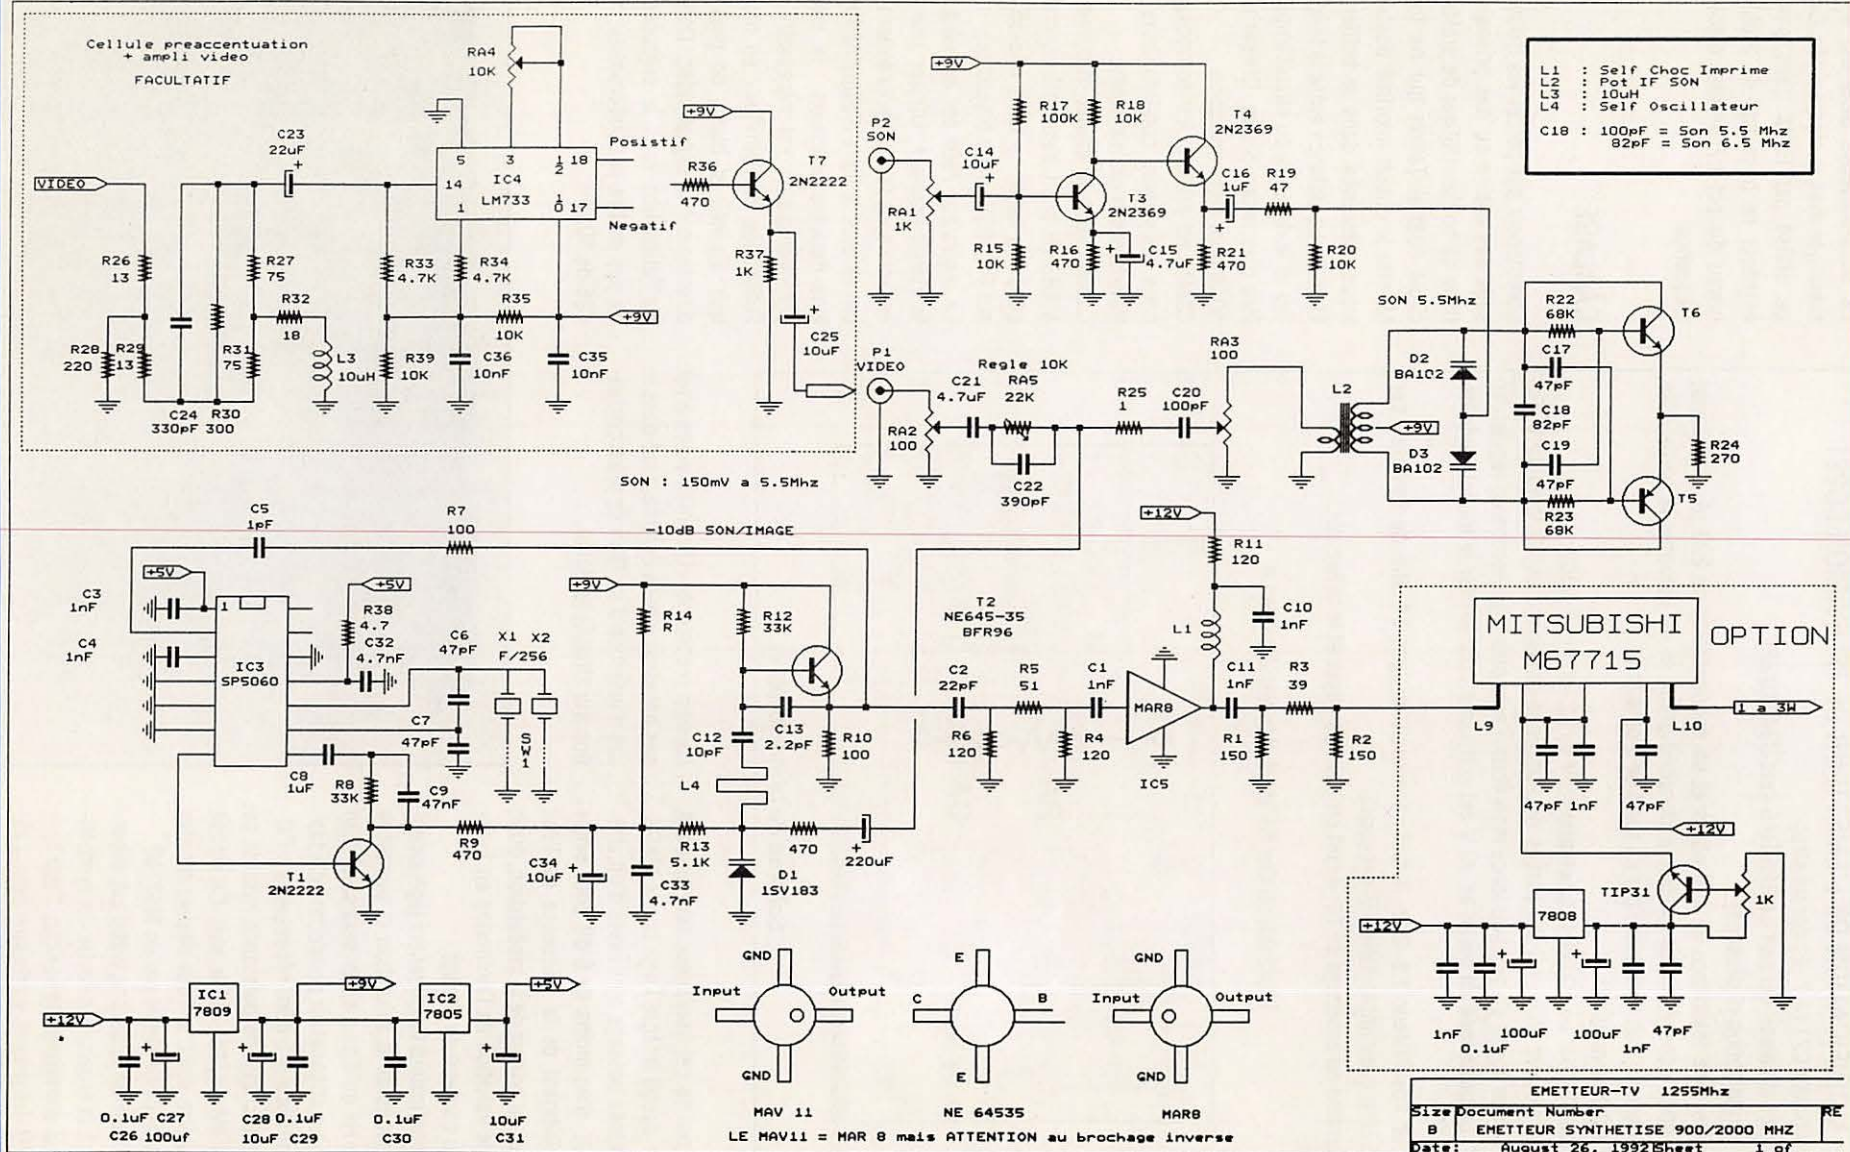 Cellule preaccentuation
+ ampli video
FACULTATIF
RA4
10K
C23
22uF
+
VIDEO
5
3
1/2
18
14
IC4
1
LM733
1/0
17
Posistif
Negatif
+9V
R36
470
T7
2N2222
R37
1K
+
C25
10uF
R26
13
R27
75
R33
4.7K
R34
4.7K
R32
18
R35
10K
+9V
R28
220
R29
13
R31
75
L3
10uH
R39
10K
C36
10nF
C35
10nF
C24
330pF
R30
300
+9V
P2
SON
R17
100K
R18
10K
T4
2N2369
C14
10uF
+
RA1
1K
T3
2N2369
C16
1uF
+
R19
47
R15
10K
R16
470
+
C15
4.7uF
R21
470
R20
10K
L1 : Self Choc Imprime
L2 : Pot IF SON
L3 : 10uH
L4 : Self Oscillateur
C18 : 100pF = Son 5.5 Mhz
82pF = Son 6.5 Mhz
P1
VIDEO
RA2
100
C21
4.7uF
Regle 10K
RA5
22K
C22
390pF
R25
1
C20
100pF
RA3
100
SON 5.5Mhz
L2
+9V
D2
BA102
D3
BA102
R22
68K
C17
47pF
C18
82pF
C19
47pF
R23
68K
T6
T5
R24
270
SON : 150mV a 5.5Mhz
-10dB SON/IMAGE
C5
1pF
R7
100
+5V
C3
1nF
C4
1nF
1
IC3
SP5060
+5V
R38
4.7
C32
4.7nF
C6
47pF
X1 X2
F/256
C7
47pF
SW1
C8
1uF
R8
33K
C9
47nF
T1
2N2222
R9
470
+9V
R14
R
R12
33K
T2
NE645-35
BFR96
C12
10pF
C13
2.2pF
R10
100
L4
C34
10uF
+
C33
4.7nF
R13
5.1K
D1
1SV183
470
+
220uF
C2
22pF
R5
51
C1
1nF
R6
120
R4
120
MAR8
IC5
+12V
R11
120
L1
C10
1nF
C11
1nF
R3
39
R1
150
R2
150
MITSUBISHI
M67715
OPTION
L9
L10
1 a 3W
47pF
1nF
47pF
+12V
TIP31
1K
+12V
7808
+
+
1nF
0.1uF
100uF
100uF
1nF
47pF
+12V
IC1
7809
+9V
IC2
7805
+5V
+
+
+
0.1uF
C26
C27
100uf
C28
10uF
0.1uF
C29
0.1uF
C30
10uF
C31
GND
Input
Output
GND
MAV 11
E
C
B
E
NE 64535
GND
Input
Output
GND
MAR8
LE MAV11 = MAR 8 mais ATTENTION au brochage inverse
EMETTEUR-TV 1255Mhz
Size
Document Number
RE
B
EMETTEUR SYNTHETISE 900/2000 MHZ
Date:
August 26, 1992
Sheet
1 of